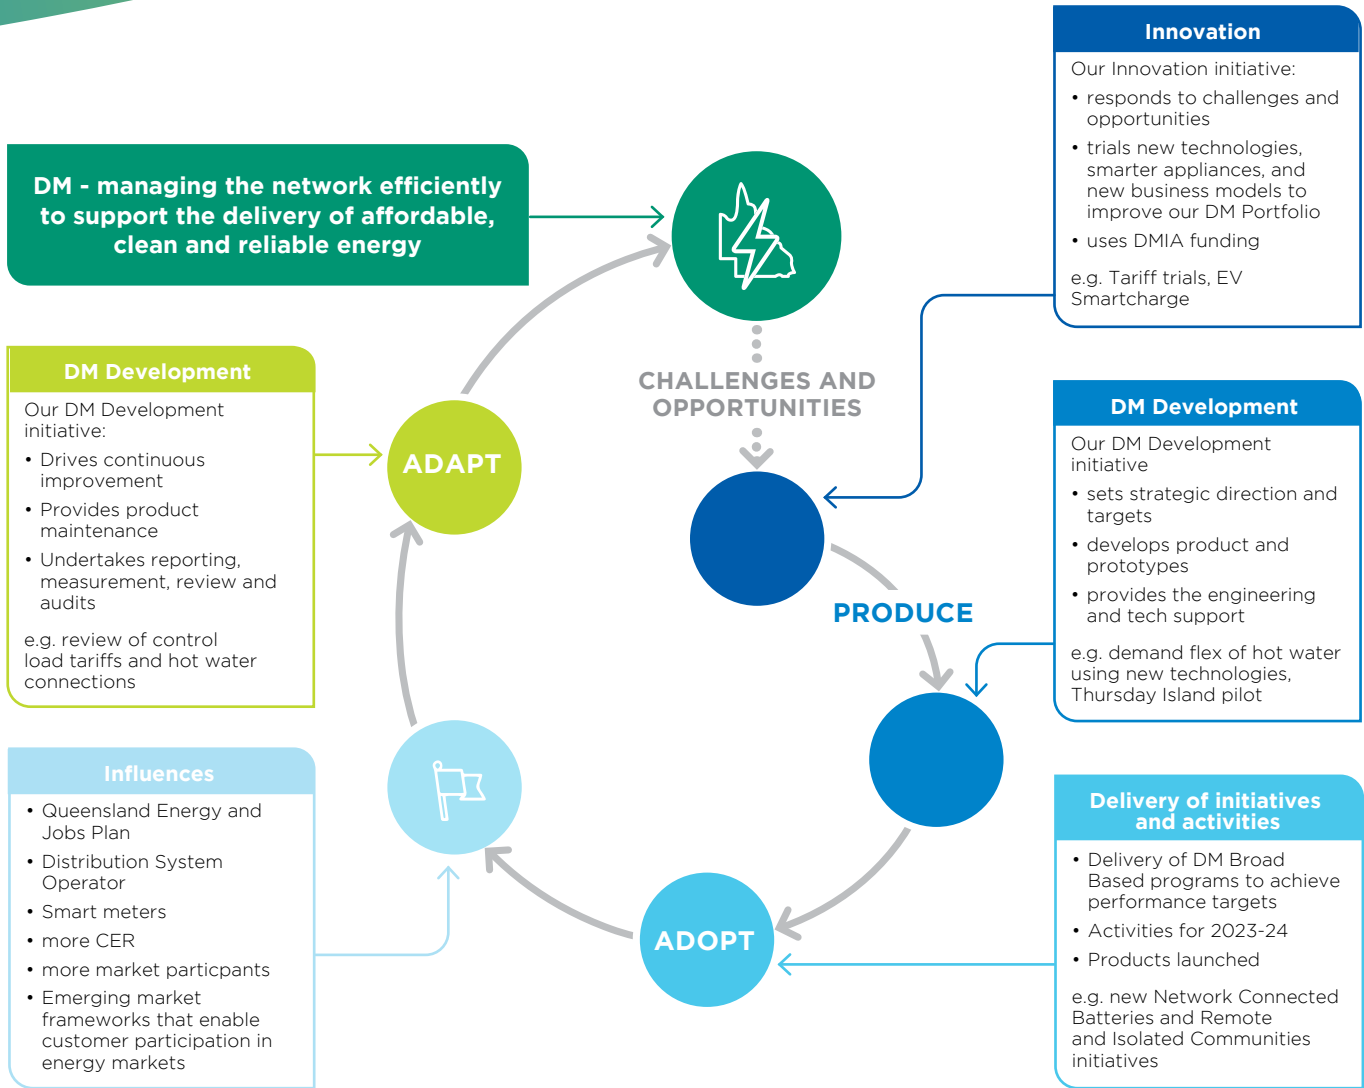 DM - managing the network efficiently
to support the delivery of affordable,
clean and reliable energy
CHALLENGES AND
OPPORTUNITIES
Innovation
Our Innovation initiative:
• responds to challenges and
opportunities
• trials new technologies,
smarter appliances, and
new business models to
improve our DM Portfolio
• uses DMIA funding
e.g. Tariff trials, EV
Smartcharge
PRODUCE
DM Development
Our DM Development
initiative
• sets strategic direction and
targets
• develops product and
prototypes
• provides the engineering
and tech support
e.g. demand flex of hot water
using new technologies,
Thursday Island pilot
ADOPT
Delivery of initiatives
and activities
• Delivery of DM Broad
Based programs to achieve
performance targets
• Activities for 2023-24
• Products launched
e.g. new Network Connected
Batteries and Remote
and Isolated Communities
initiatives
Influences
• Queensland Energy and
Jobs Plan
• Distribution System
Operator
• Smart meters
• more CER
• more market particpants
• Emerging market
frameworks that enable
customer participation in
energy markets
ADAPT
DM Development
Our DM Development
initiative:
• Drives continuous
improvement
• Provides product
maintenance
• Undertakes reporting,
measurement, review and
audits
e.g. review of control
load tariffs and hot water
connections